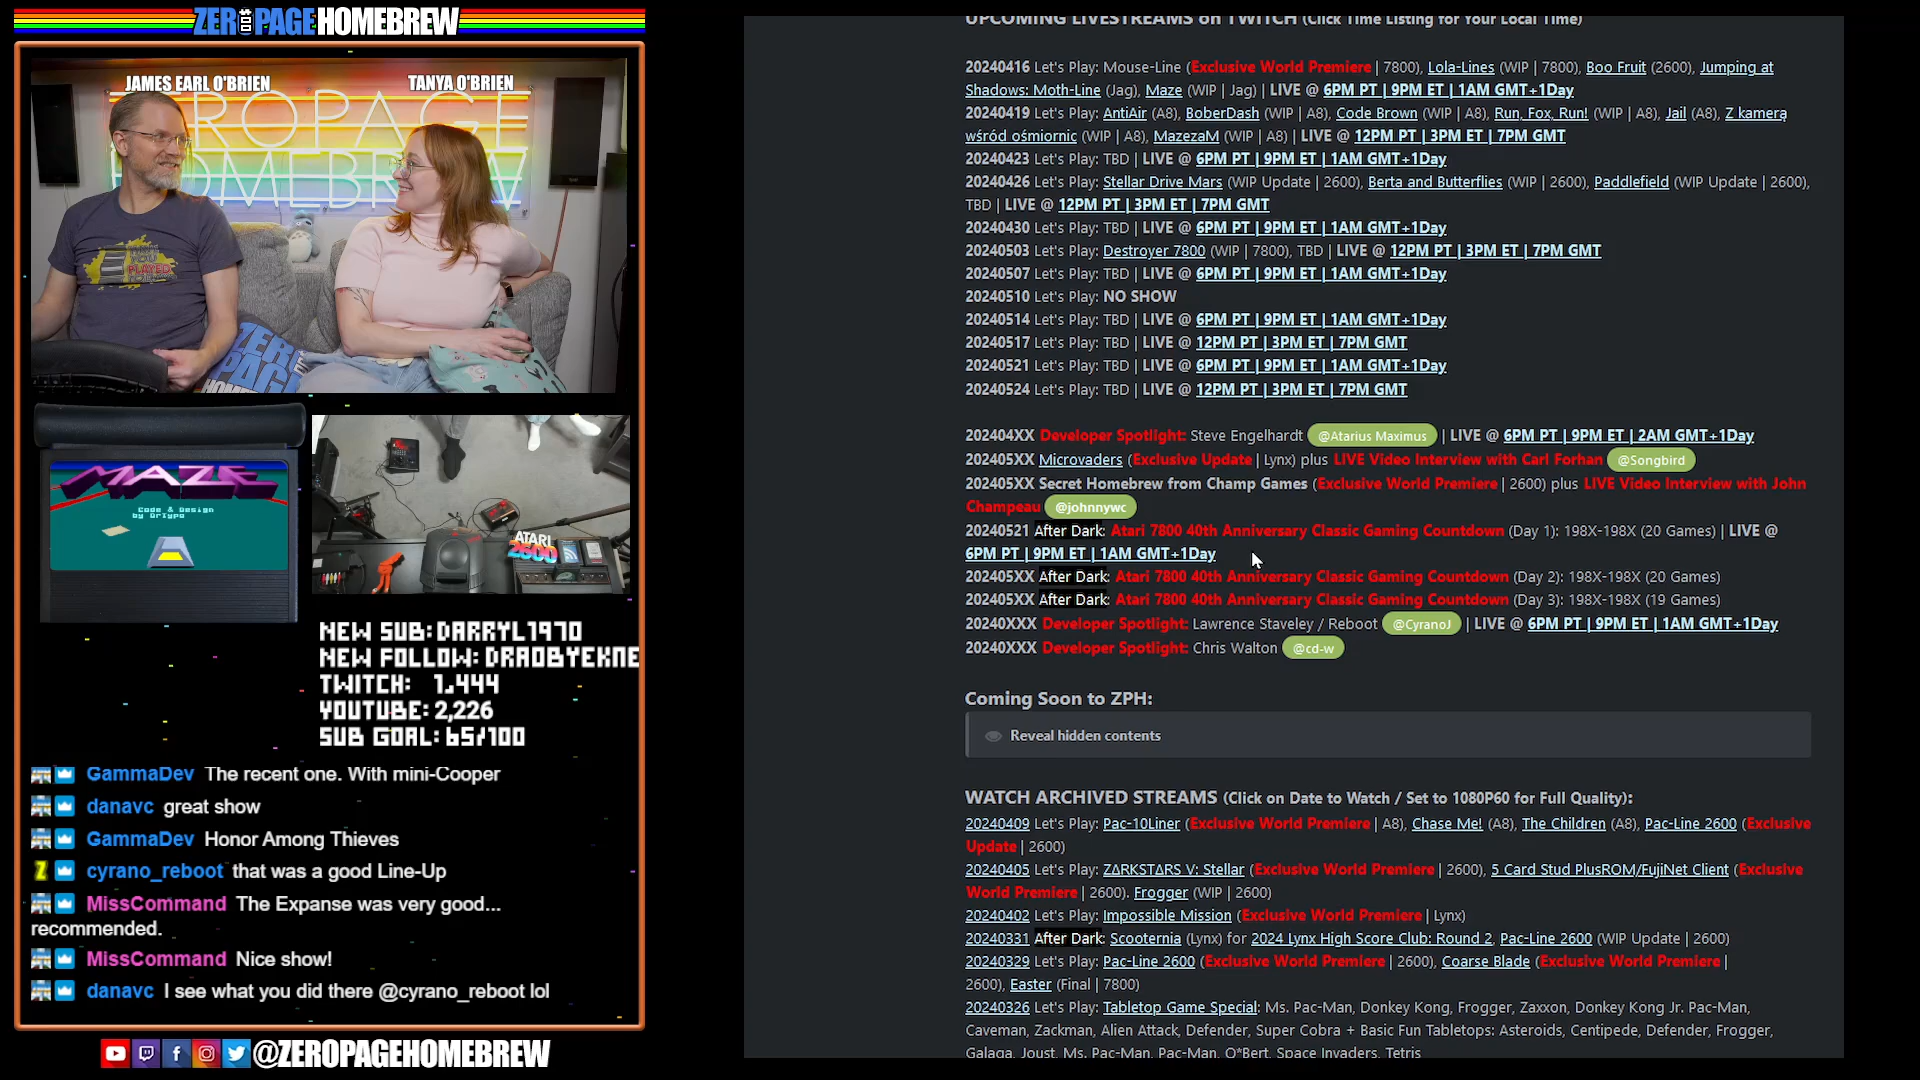 ZEROPAGEHOMEBREW
JAMES EARL O'BRIEN
TANYA O'BRIEN
MAZE
Code & Design
by OrType
ATARI
2600
NEW SUB:DARRYL1970
NEW FOLLOW:DRAOBYEKNE
TWITCH: 1,444
YOUTUBE: 2,226
SUB GOAL: 65/100
GammaDev The recent one. With mini-Cooper
danavc great show
GammaDev Honor Among Thieves
cyrano_reboot that was a good Line-Up
MissCommand The Expanse was very good...
recommended.
MissCommand Nice show!
danavc I see what you did there @cyrano_reboot lol
@ZEROPAGEHOMEBREW
UPCOMING LIVESTREAMS on TWITCH (Click Time Listing for Your Local Time)
20240416 Let's Play: Mouse-Line (Exclusive World Premiere | 7800), Lola-Lines (WIP | 7800), Boo Fruit (2600), Jumping at
Shadows: Moth-Line (Jag), Maze (WIP | Jag) | LIVE @ 6PM PT | 9PM ET | 1AM GMT+1Day
20240419 Let's Play: AntiAir (A8), BoberDash (WIP | A8), Code Brown (WIP | A8), Run, Fox, Run! (WIP | A8), Jail (A8), Z kamerą
wśród ośmiornic (WIP | A8), MazezaM (WIP | A8) | LIVE @ 12PM PT | 3PM ET | 7PM GMT
20240423 Let's Play: TBD | LIVE @ 6PM PT | 9PM ET | 1AM GMT+1Day
20240426 Let's Play: Stellar Drive Mars (WIP Update | 2600), Berta and Butterflies (WIP | 2600), Paddlefield (WIP Update | 2600),
TBD | LIVE @ 12PM PT | 3PM ET | 7PM GMT
20240430 Let's Play: TBD | LIVE @ 6PM PT | 9PM ET | 1AM GMT+1Day
20240503 Let's Play: Destroyer 7800 (WIP | 7800), TBD | LIVE @ 12PM PT | 3PM ET | 7PM GMT
20240507 Let's Play: TBD | LIVE @ 6PM PT | 9PM ET | 1AM GMT+1Day
20240510 Let's Play: NO SHOW
20240514 Let's Play: TBD | LIVE @ 6PM PT | 9PM ET | 1AM GMT+1Day
20240517 Let's Play: TBD | LIVE @ 12PM PT | 3PM ET | 7PM GMT
20240521 Let's Play: TBD | LIVE @ 6PM PT | 9PM ET | 1AM GMT+1Day
20240524 Let's Play: TBD | LIVE @ 12PM PT | 3PM ET | 7PM GMT
202404XX Developer Spotlight: Steve Engelhardt @Atarius Maximus | LIVE @ 6PM PT | 9PM ET | 2AM GMT+1Day
202405XX Microvaders (Exclusive Update | Lynx) plus LIVE Video Interview with Carl Forhan @Songbird
202405XX Secret Homebrew from Champ Games (Exclusive World Premiere | 2600) plus LIVE Video Interview with John
Champeau @johnnywc
20240521 After Dark: Atari 7800 40th Anniversary Classic Gaming Countdown (Day 1): 198X-198X (20 Games) | LIVE @
6PM PT | 9PM ET | 1AM GMT+1Day
202405XX After Dark: Atari 7800 40th Anniversary Classic Gaming Countdown (Day 2): 198X-198X (20 Games)
202405XX After Dark: Atari 7800 40th Anniversary Classic Gaming Countdown (Day 3): 198X-198X (19 Games)
20240XXX Developer Spotlight: Lawrence Staveley / Reboot @CyranoJ | LIVE @ 6PM PT | 9PM ET | 1AM GMT+1Day
20240XXX Developer Spotlight: Chris Walton @cd-w
Coming Soon to ZPH:
Reveal hidden contents
WATCH ARCHIVED STREAMS (Click on Date to Watch / Set to 1080P60 for Full Quality):
20240409 Let's Play: Pac-10Liner (Exclusive World Premiere | A8), Chase Me! (A8), The Children (A8), Pac-Line 2600 (Exclusive
Update | 2600)
20240405 Let's Play: ZΔRKSTΔRS V: Stellar (Exclusive World Premiere | 2600), 5 Card Stud PlusROM/FujiNet Client (Exclusive
World Premiere | 2600). Frogger (WIP | 2600)
20240402 Let's Play: Impossible Mission (Exclusive World Premiere | Lynx)
20240331 After Dark: Scooternia (Lynx) for 2024 Lynx High Score Club: Round 2, Pac-Line 2600 (WIP Update | 2600)
20240329 Let's Play: Pac-Line 2600 (Exclusive World Premiere | 2600), Coarse Blade (Exclusive World Premiere |
2600), Easter (Final | 7800)
20240326 Let's Play: Tabletop Game Special: Ms. Pac-Man, Donkey Kong, Frogger, Zaxxon, Donkey Kong Jr. Pac-Man,
Caveman, Zackman, Alien Attack, Defender, Super Cobra + Basic Fun Tabletops: Asteroids, Centipede, Defender, Frogger,
Galaga, Joust, Ms. Pac-Man, Pac-Man, Q*Bert, Space Invaders, Tetris